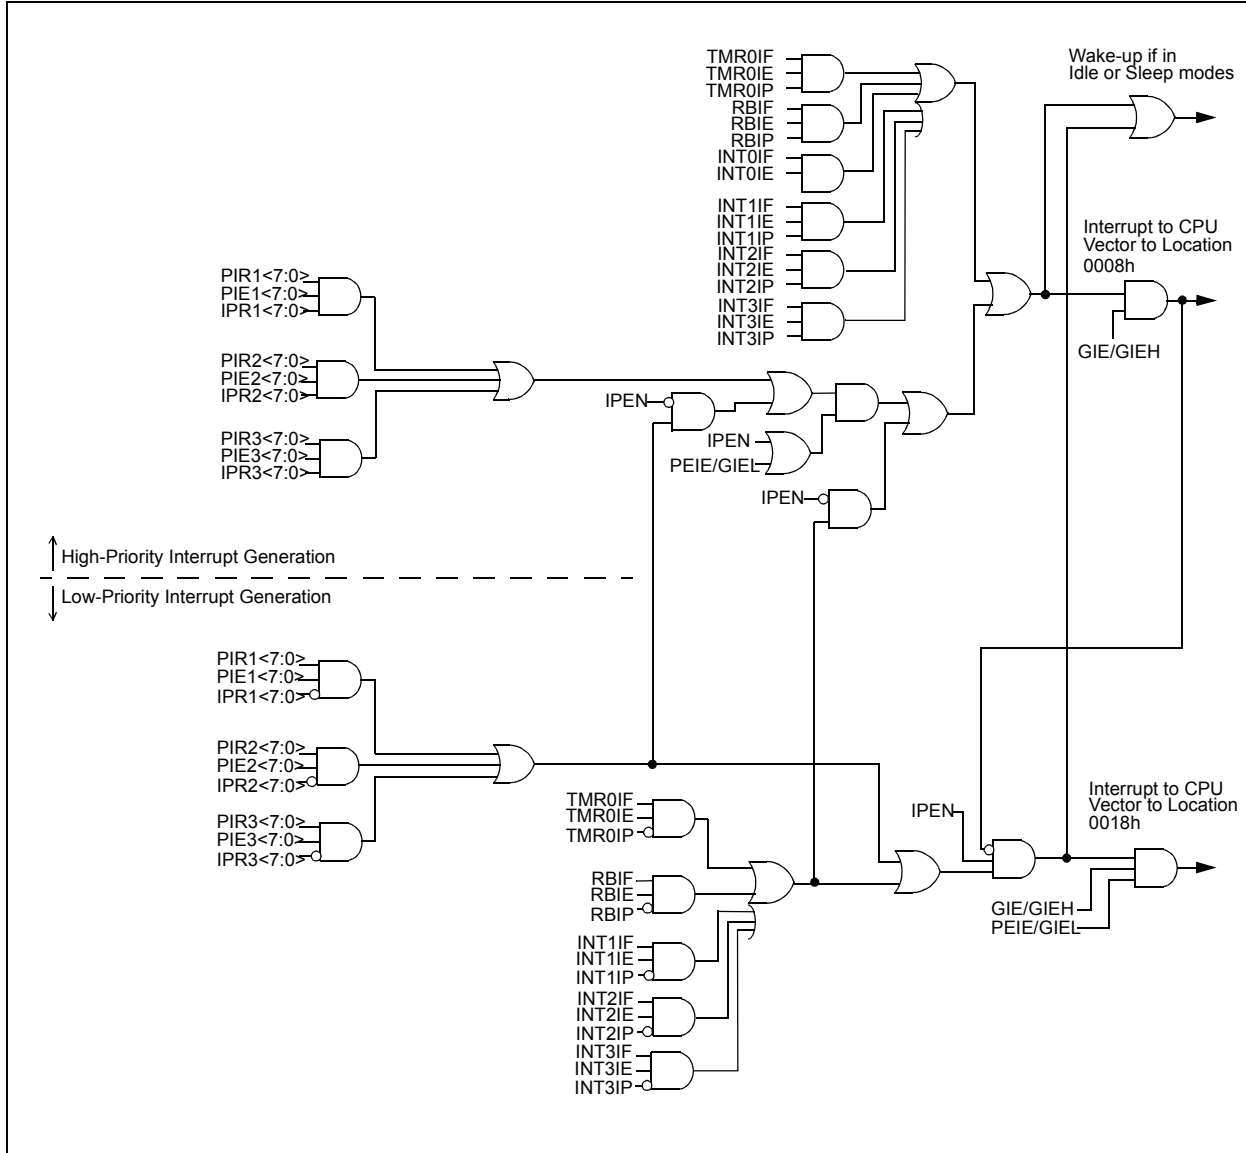 TMR0IF
TMR0IE
TMR0IP
RBIF
RBIE
RBIP
INT0IF
INT0IE
INT1IF
INT1IE
INT1IP
INT2IF
INT2IE
INT2IP
INT3IF
INT3IE
INT3IP
Wake-up if in
Idle or Sleep modes
Interrupt to CPU
Vector to Location
0008h
GIE/GIEH
PIR1<7:0>
PIE1<7:0>
IPR1<7:0>
PIR2<7:0>
PIE2<7:0>
IPR2<7:0>
PIR3<7:0>
PIE3<7:0>
IPR3<7:0>
IPEN
IPEN
PEIE/GIEL
IPEN
High-Priority Interrupt Generation
Low-Priority Interrupt Generation
PIR1<7:0>
PIE1<7:0>
IPR1<7:0>
PIR2<7:0>
PIE2<7:0>
IPR2<7:0>
PIR3<7:0>
PIE3<7:0>
IPR3<7:0>
TMR0IF
TMR0IE
TMR0IP
RBIF
RBIE
RBIP
INT1IF
INT1IE
INT1IP
INT2IF
INT2IE
INT2IP
INT3IF
INT3IE
INT3IP
IPEN
Interrupt to CPU
Vector to Location
0018h
GIE/GIEH
PEIE/GIEL